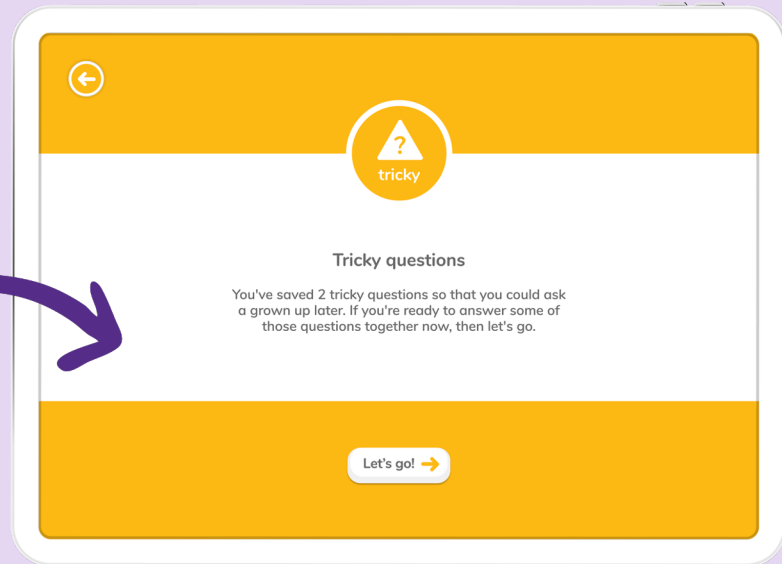 ?
tricky
Tricky questions
You've saved 2 tricky questions so that you could ask
a grown up later. If you're ready to answer some of
those questions together now, then let's go.
Let's go!